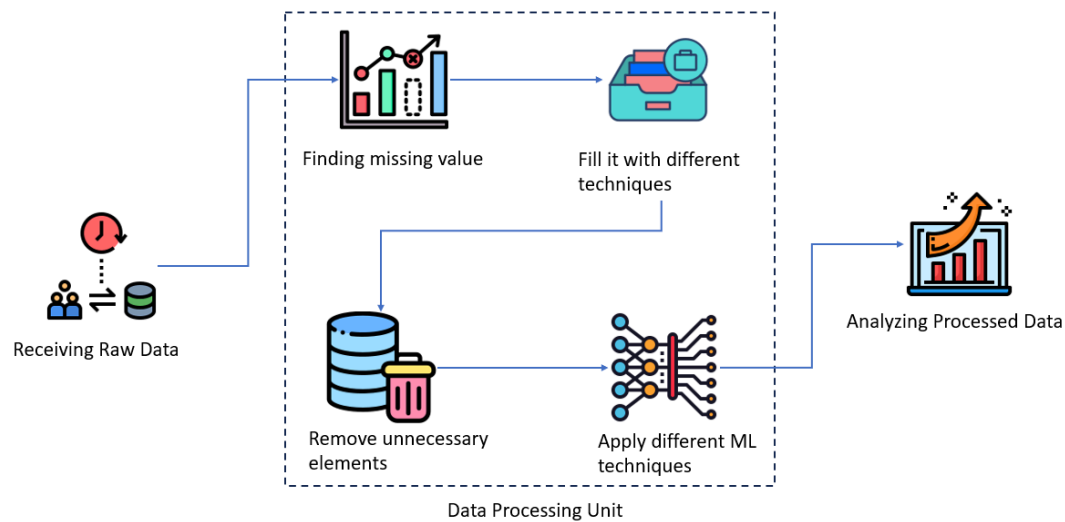 Finding missing value
Fill it with different
techniques
Receiving Raw Data
Analyzing Processed Data
Remove unnecessary
elements
Apply different ML
techniques
Data Processing Unit